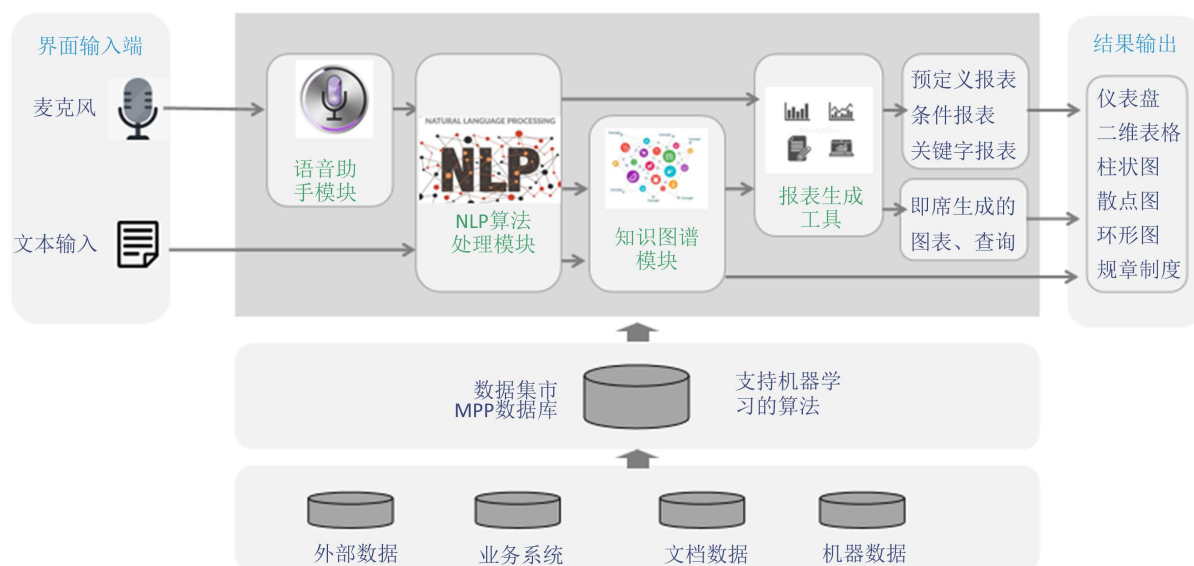 界面输入端
麦克风
文本输入
语音助
手模块
NATURAL LANGUAGE PROCESSING
NLP
NLP算法
处理模块
知识图谱
模块
报表生成
工具
预定义报表
条件报表
关键字报表
即席生成的
图表、查询
结果输出
仪表盘
二维表格
柱状图
散点图
环形图
规章制度
数据集市
MPP数据库
支持机器学
习的算法
外部数据
业务系统
文档数据
机器数据